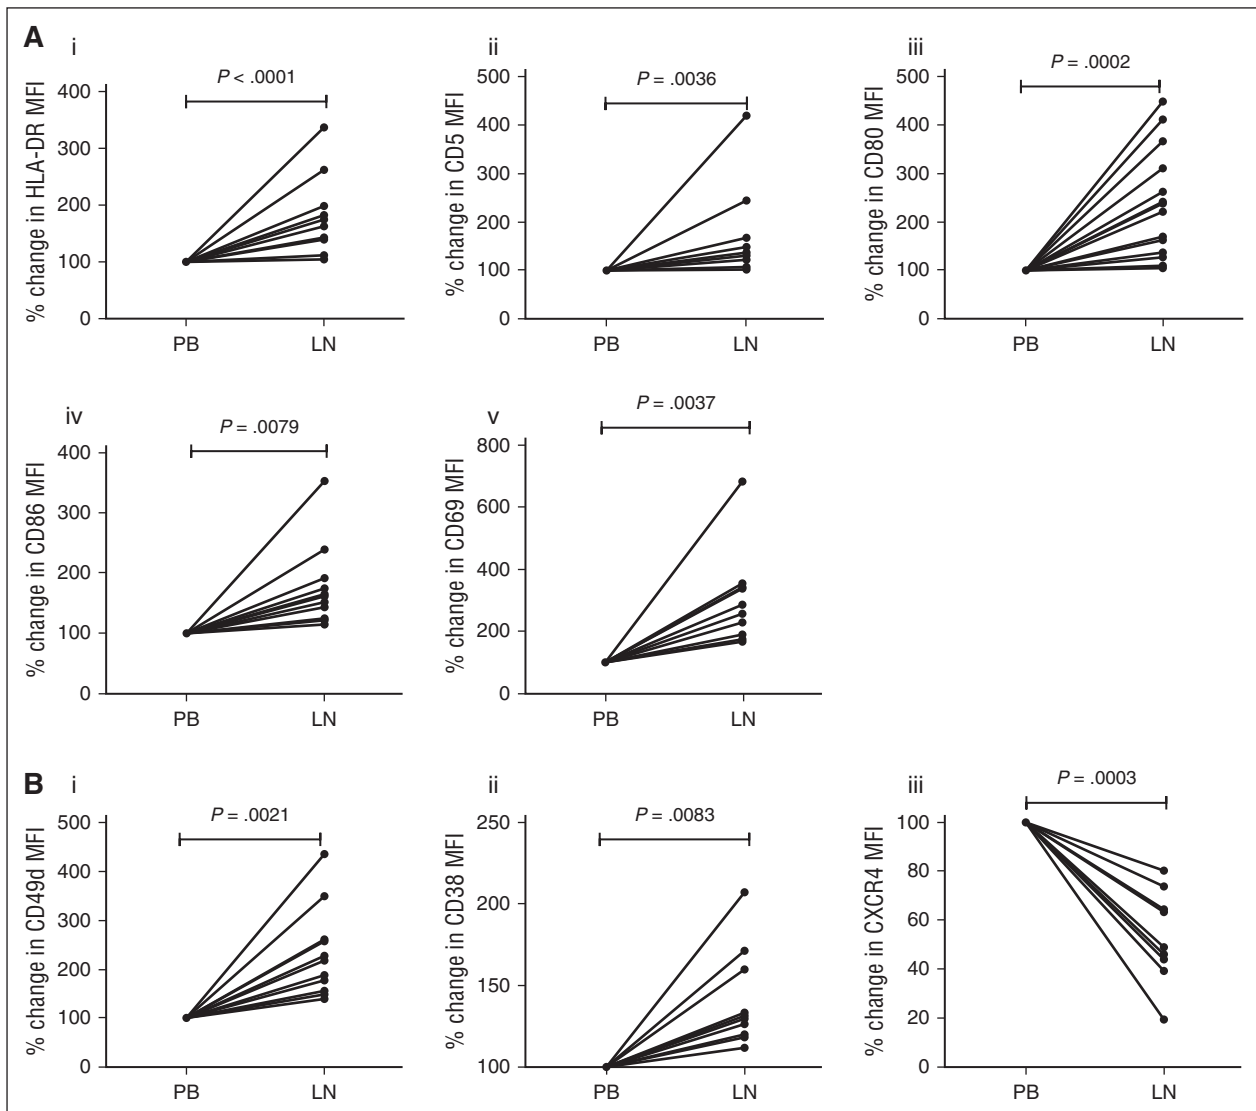 A
i
P < .0001
% change in HLA-DR MFI
400
300
200
100
0
PB LN
ii
P = .0036
% change in CD5 MFI
500
400
300
200
100
0
PB LN
iii
P = .0002
% change in CD80 MFI
500
400
300
200
100
0
PB LN
iv
P = .0079
% change in CD86 MFI
400
300
200
100
0
PB LN
v
P = .0037
% change in CD69 MFI
800
600
400
200
0
PB LN
B
i
P = .0021
% change in CD49d MFI
500
400
300
200
100
0
PB LN
ii
P = .0083
% change in CD38 MFI
250
200
150
100
PB LN
iii
P = .0003
% change in CXCR4 MFI
100
80
60
40
20
0
PB LN